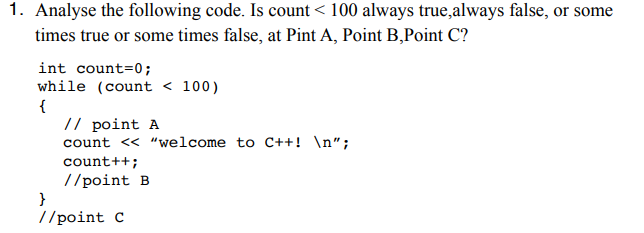 1. Analyse the following code. Is count < 100 always true,always false, or some
times true or some times false, at Pint A, Point B,Point C?
int count=0;
while (count < 100)
{
// point A
count << “welcome to C++! \n”;
count++;
//point B
}
//point C